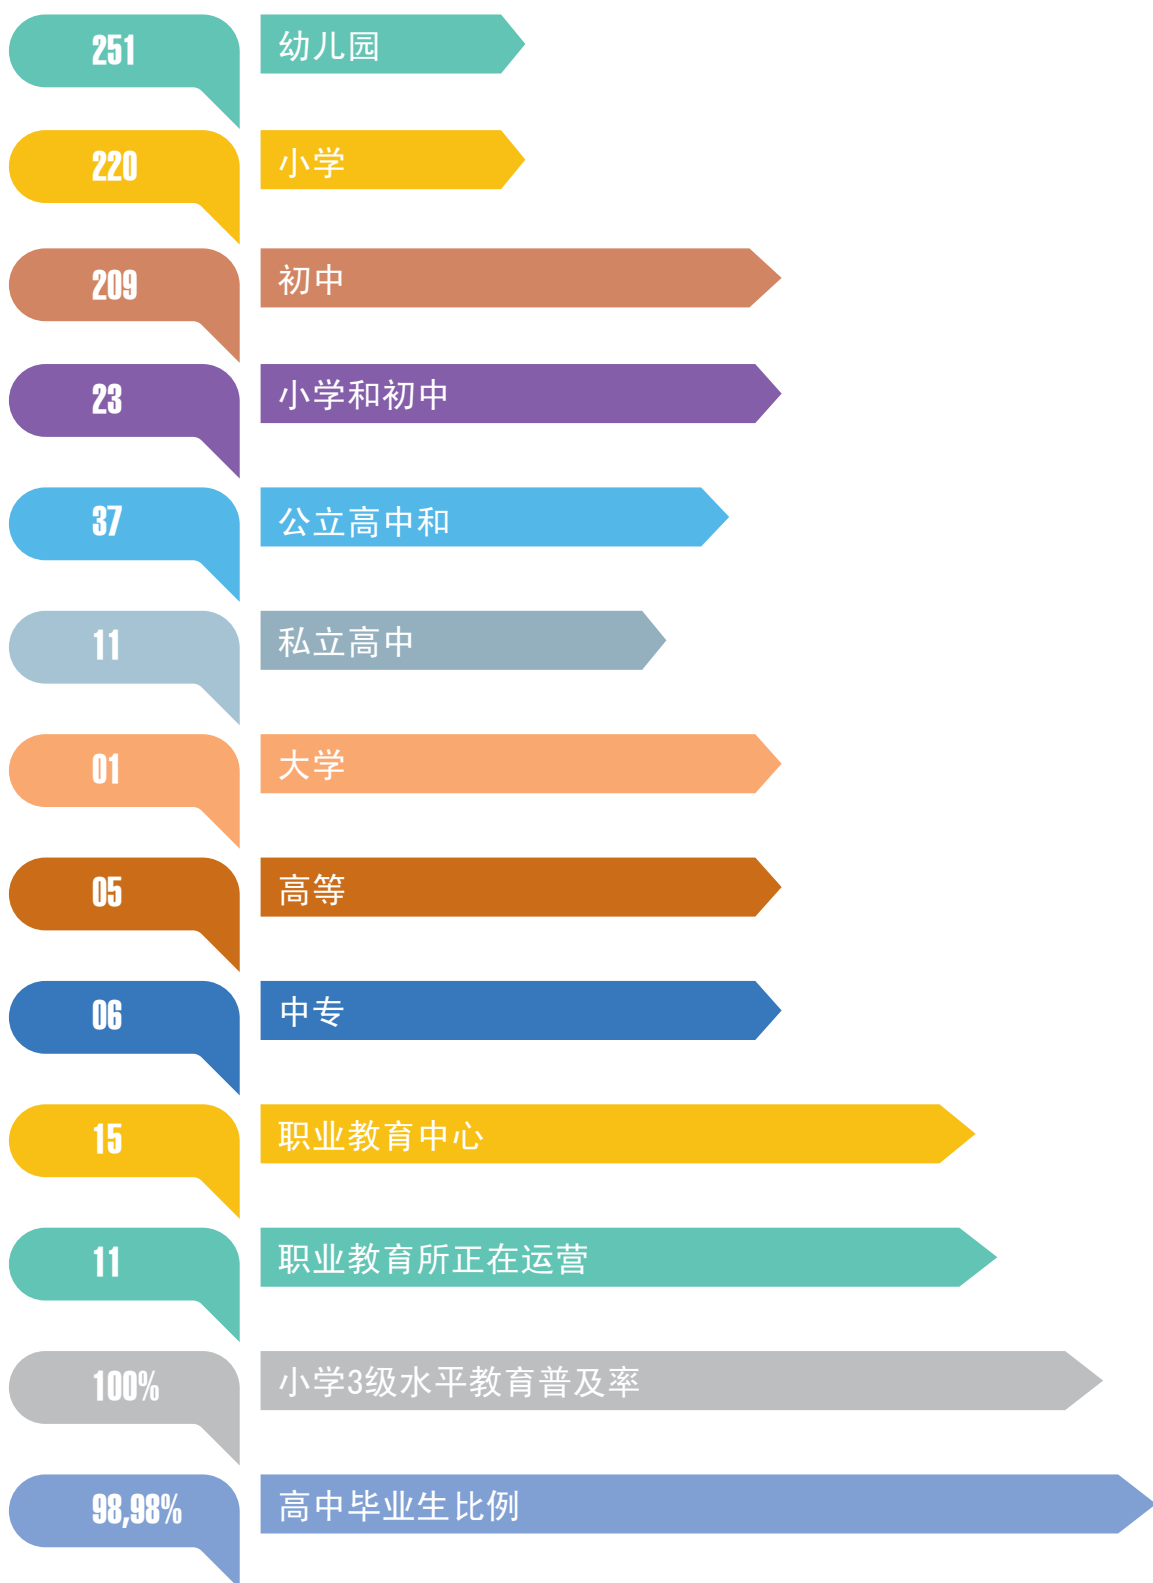 251 幼儿园
220 小学
209 初中
23 小学和初中
37 公立高中和
11 私立高中
01 大学
05 高等
06 中专
15 职业教育中心
11 职业教育所正在运营
100% 小学3级水平教育普及率
98,98% 高中毕业生比例